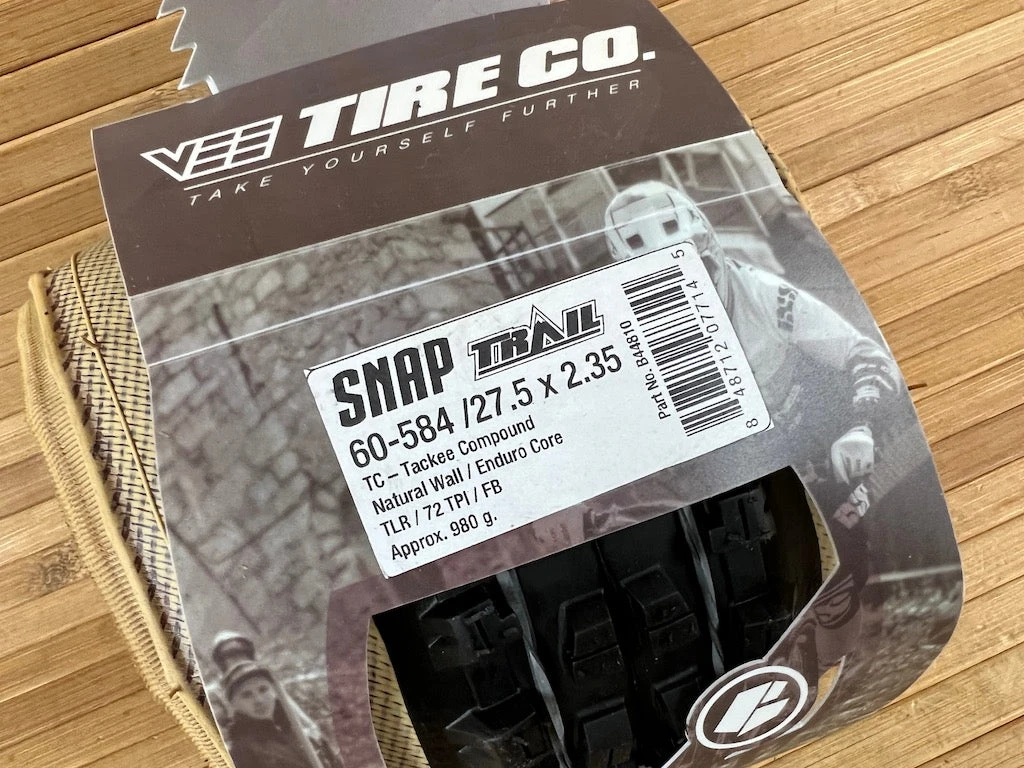 VEE TIRE CO.
TAKE YOURSELF FURTHER
SNAP TRAIL
60-584 /27.5 x 2.35
TC – Tackee Compound
Natural Wall / Enduro Core
TLR / 72 TPI / FB
Approx. 980 g.
Part No. B44810
8 48712 07714 5